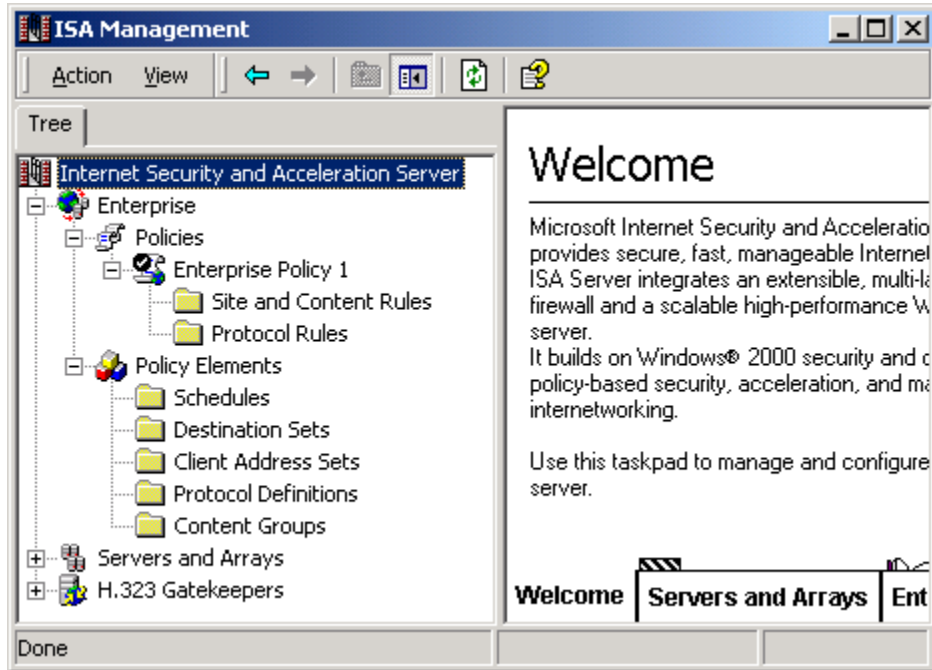 ISA Management
Action View
Tree
Internet Security and Acceleration Server
Enterprise
Policies
Enterprise Policy 1
Site and Content Rules
Protocol Rules
Policy Elements
Schedules
Destination Sets
Client Address Sets
Protocol Definitions
Content Groups
Servers and Arrays
H.323 Gatekeepers
Welcome
Microsoft Internet Security and Acceleratio
provides secure, fast, manageable Internet
ISA Server integrates an extensible, multi-la
firewall and a scalable high-performance W
server.
It builds on Windows® 2000 security and d
policy-based security, acceleration, and ma
internetworking.
Use this taskpad to manage and configure
server.
Welcome Servers and Arrays Ent
Done